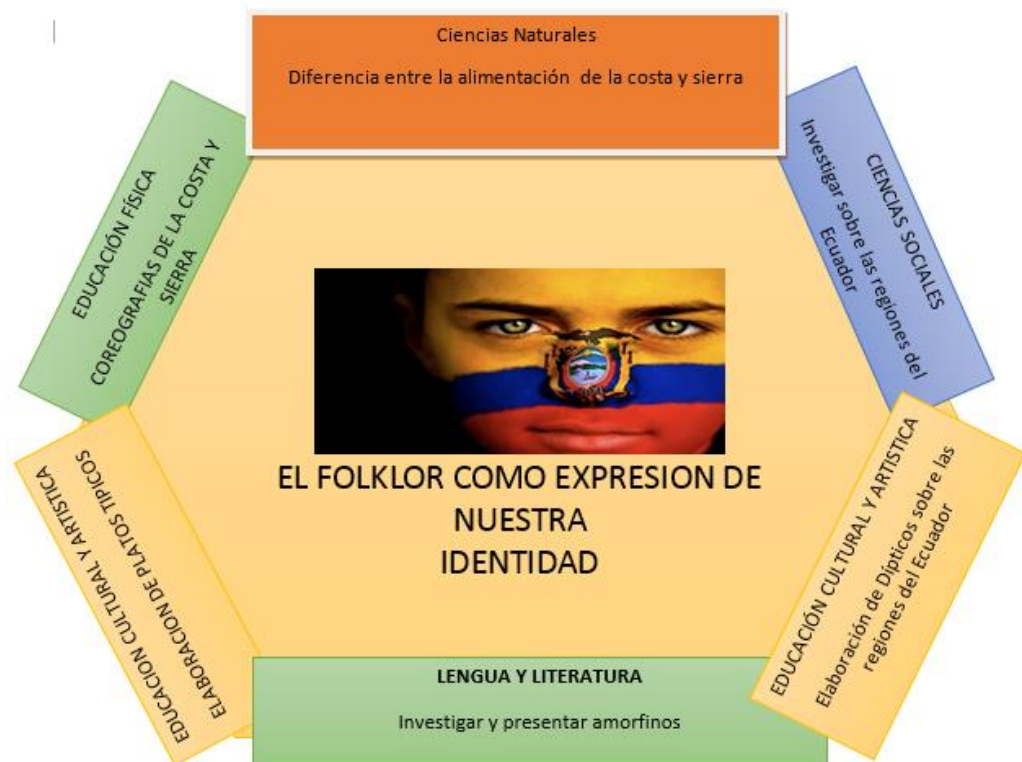 Ciencias Naturales
Diferencia entre la alimentación de la costa y sierra
CIENCIAS SOCIALES
Investigar sobre las regiones del
Ecuador
EDUCACIÓN CULTURAL Y ARTISTICA
Elaboración de Dipticos sobre las
regiones del Ecuador
LENGUA Y LITERATURA
Investigar y presentar amorfinos
EDUCACION CULTURAL Y ARTISTICA
ELABORACION DE PLATOS TIPICOS
EDUCACIÓN FÍSICA
COREOGRAFIAS DE LA COSTA Y
SIERRA
EL FOLKLOR COMO EXPRESION DE
NUESTRA
IDENTIDAD